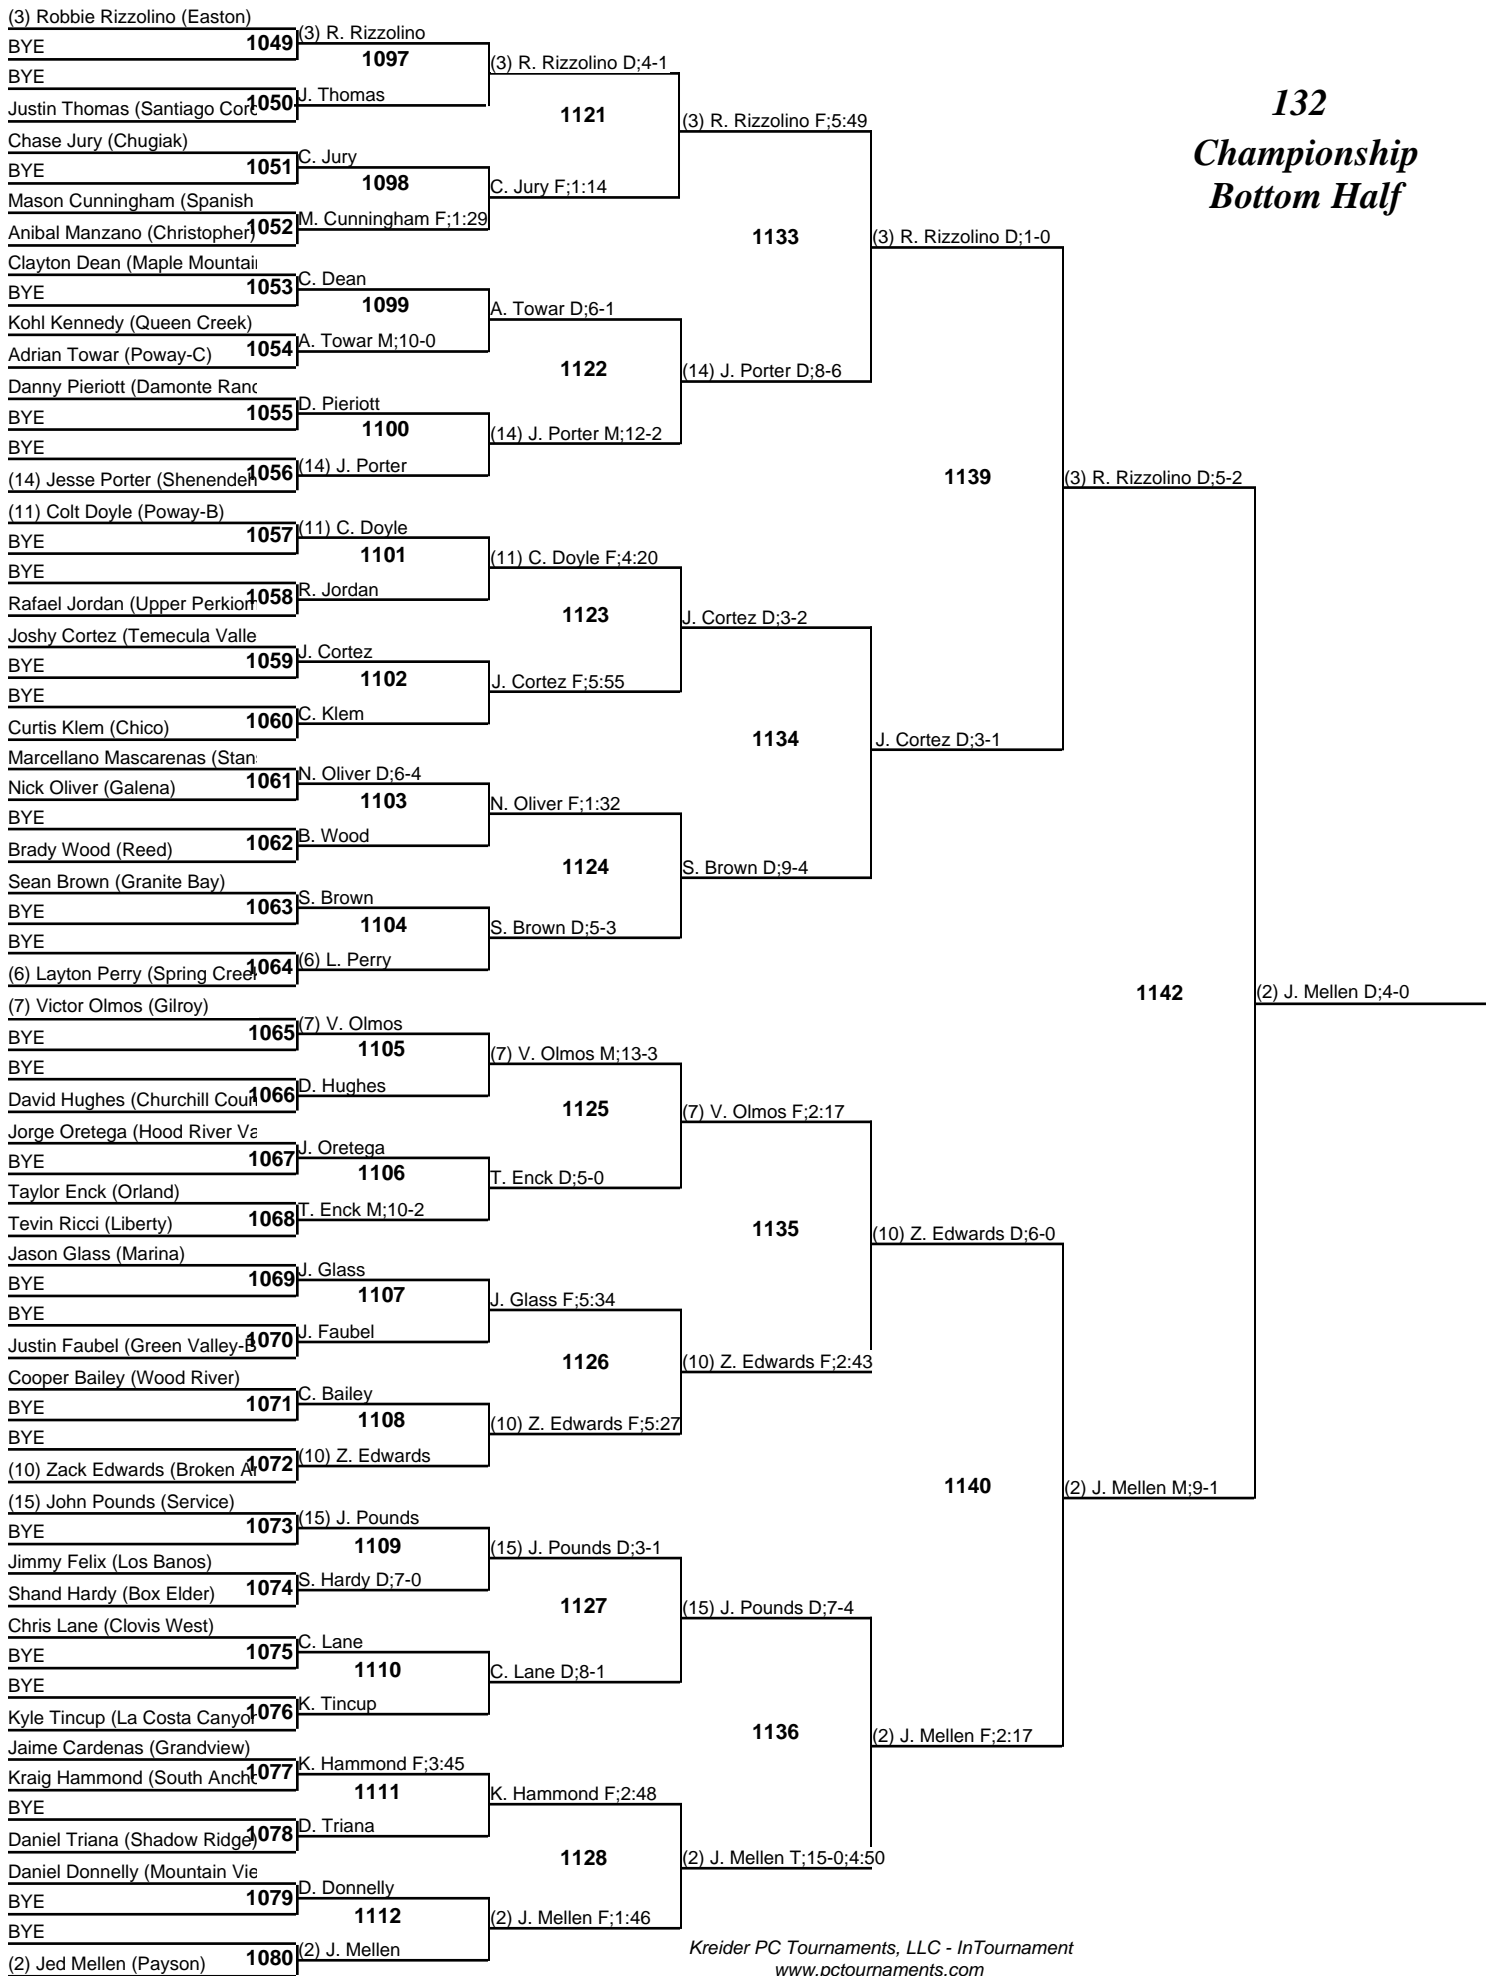 (3) Robbie Rizzolino (Easton)
BYE
1049
BYE
Justin Thomas (Santiago Corc
1050
Chase Jury (Chugiak)
BYE
1051
Mason Cunningham (Spanish
Anibal Manzano (Christopher)
1052
Clayton Dean (Maple Mountain
BYE
1053
Kohl Kennedy (Queen Creek)
Adrian Towar (Poway-C)
1054
Danny Pieriott (Damonte Ranc
BYE
1055
BYE
(14) Jesse Porter (Shenendeh
1056
(11) Colt Doyle (Poway-B)
BYE
1057
BYE
Rafael Jordan (Upper Perkiom
1058
Joshy Cortez (Temecula Valle
BYE
1059
BYE
Curtis Klem (Chico)
1060
Marcellano Mascarenas (Stans
Nick Oliver (Galena)
1061
BYE
Brady Wood (Reed)
1062
Sean Brown (Granite Bay)
BYE
1063
BYE
(6) Layton Perry (Spring Creek
1064
(7) Victor Olmos (Gilroy)
BYE
1065
BYE
David Hughes (Churchill Coun
1066
Jorge Oretega (Hood River Va
BYE
1067
Taylor Enck (Orland)
Tevin Ricci (Liberty)
1068
Jason Glass (Marina)
BYE
1069
BYE
Justin Faubel (Green Valley-B
1070
Cooper Bailey (Wood River)
BYE
1071
BYE
(10) Zack Edwards (Broken Ar
1072
(15) John Pounds (Service)
BYE
1073
Jimmy Felix (Los Banos)
Shand Hardy (Box Elder)
1074
Chris Lane (Clovis West)
BYE
1075
BYE
Kyle Tincup (La Costa Canyon
1076
Jaime Cardenas (Grandview)
Kraig Hammond (South Ancho
1077
BYE
Daniel Triana (Shadow Ridge)
1078
Daniel Donnelly (Mountain Vie
BYE
1079
BYE
(2) Jed Mellen (Payson)
1080
(3) R. Rizzolino
1097
J. Thomas
C. Jury
1098
M. Cunningham F;1:29
C. Dean
1099
A. Towar M;10-0
D. Pieriott
1100
(14) J. Porter
(11) C. Doyle
1101
R. Jordan
J. Cortez
1102
C. Klem
N. Oliver D;6-4
1103
B. Wood
S. Brown
1104
(6) L. Perry
(7) V. Olmos
1105
D. Hughes
J. Oretega
1106
T. Enck M;10-2
J. Glass
1107
J. Faubel
C. Bailey
1108
(10) Z. Edwards
(15) J. Pounds
1109
S. Hardy D;7-0
C. Lane
1110
K. Tincup
K. Hammond F;3:45
1111
D. Triana
D. Donnelly
1112
(2) J. Mellen
(3) R. Rizzolino D;4-1
1121
C. Jury F;1:14
A. Towar D;6-1
1122
(14) J. Porter M;12-2
(11) C. Doyle F;4:20
1123
J. Cortez F;5:55
N. Oliver F;1:32
1124
S. Brown D;5-3
(7) V. Olmos M;13-3
1125
T. Enck D;5-0
J. Glass F;5:34
1126
(10) Z. Edwards F;5:27
(15) J. Pounds D;3-1
1127
C. Lane D;8-1
K. Hammond F;2:48
1128
(2) J. Mellen F;1:46
(3) R. Rizzolino F;5:49
1133
(14) J. Porter D;8-6
J. Cortez D;3-2
1134
S. Brown D;9-4
(7) V. Olmos F;2:17
1135
(10) Z. Edwards F;2:43
(15) J. Pounds D;7-4
1136
(2) J. Mellen T;15-0;4:50
(3) R. Rizzolino D;1-0
1139
J. Cortez D;3-1
(10) Z. Edwards D;6-0
1140
(2) J. Mellen F;2:17
(3) R. Rizzolino D;5-2
1142
(2) J. Mellen M;9-1
(2) J. Mellen D;4-0
132
Championship
Bottom Half
Kreider PC Tournaments, LLC - InTournament
www.pctournaments.com